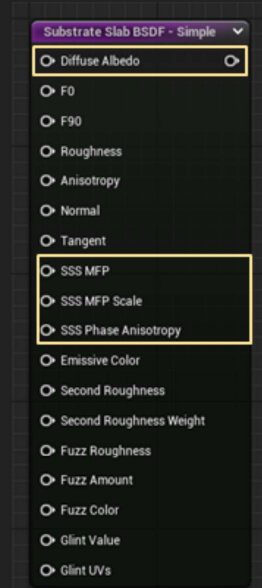 Substrate Slab BSDF - Simple
Diffuse Albedo
F0
F90
Roughness
Anisotropy
Normal
Tangent
SSS MFP
SSS MFP Scale
SSS Phase Anisotropy
Emissive Color
Second Roughness
Second Roughness Weight
Fuzz Roughness
Fuzz Amount
Fuzz Color
Glint Value
Glint UVs